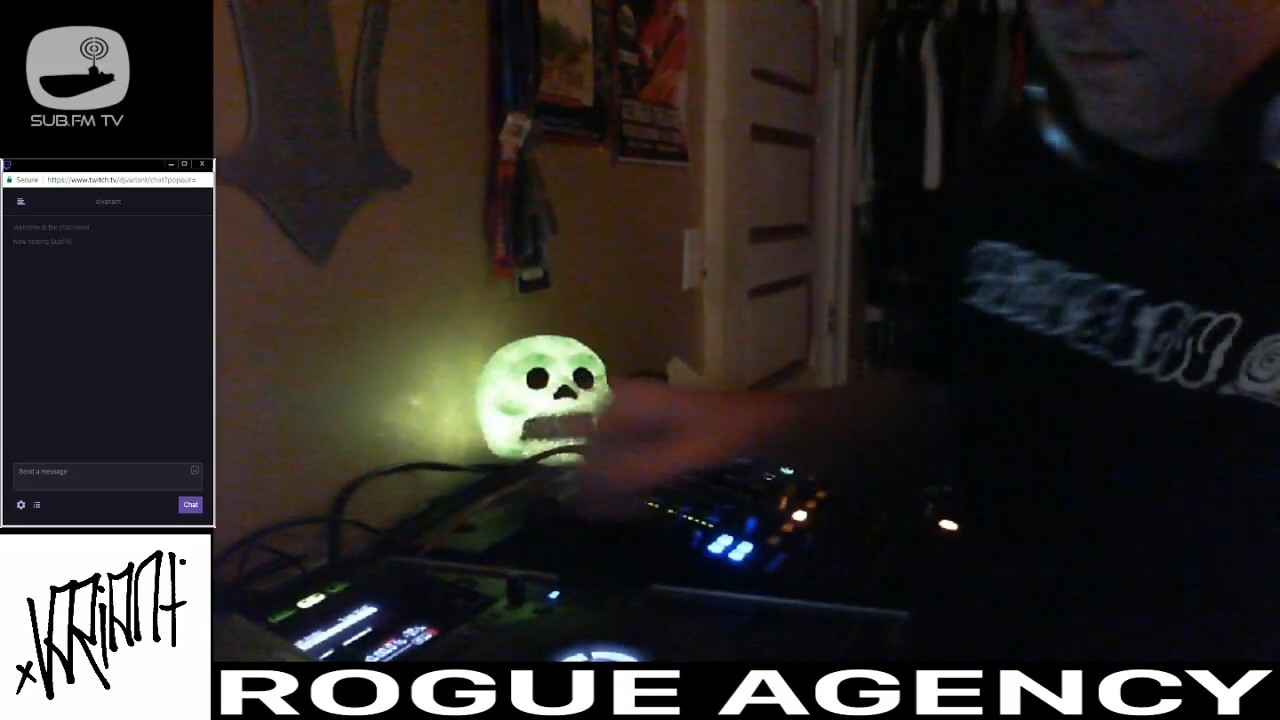 SUB.FM TV
Secure https://www.twitch.tv/djvariant/chat?popout=
djvariant
Welcome to the chat room!
Now hosting SubFM.
Send a message
Chat
VARIANT
ROGUE AGENCY